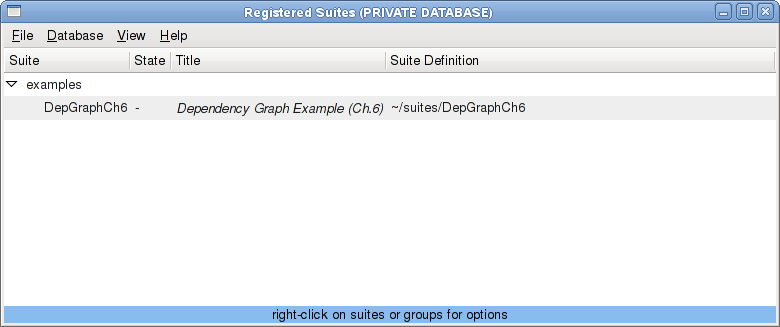 Registered Suites (PRIVATE DATABASE)
File Database View Help
Suite State Title Suite Definition
examples
DepGraphCh6 - Dependency Graph Example (Ch.6) ~/suites/DepGraphCh6
right-click on suites or groups for options